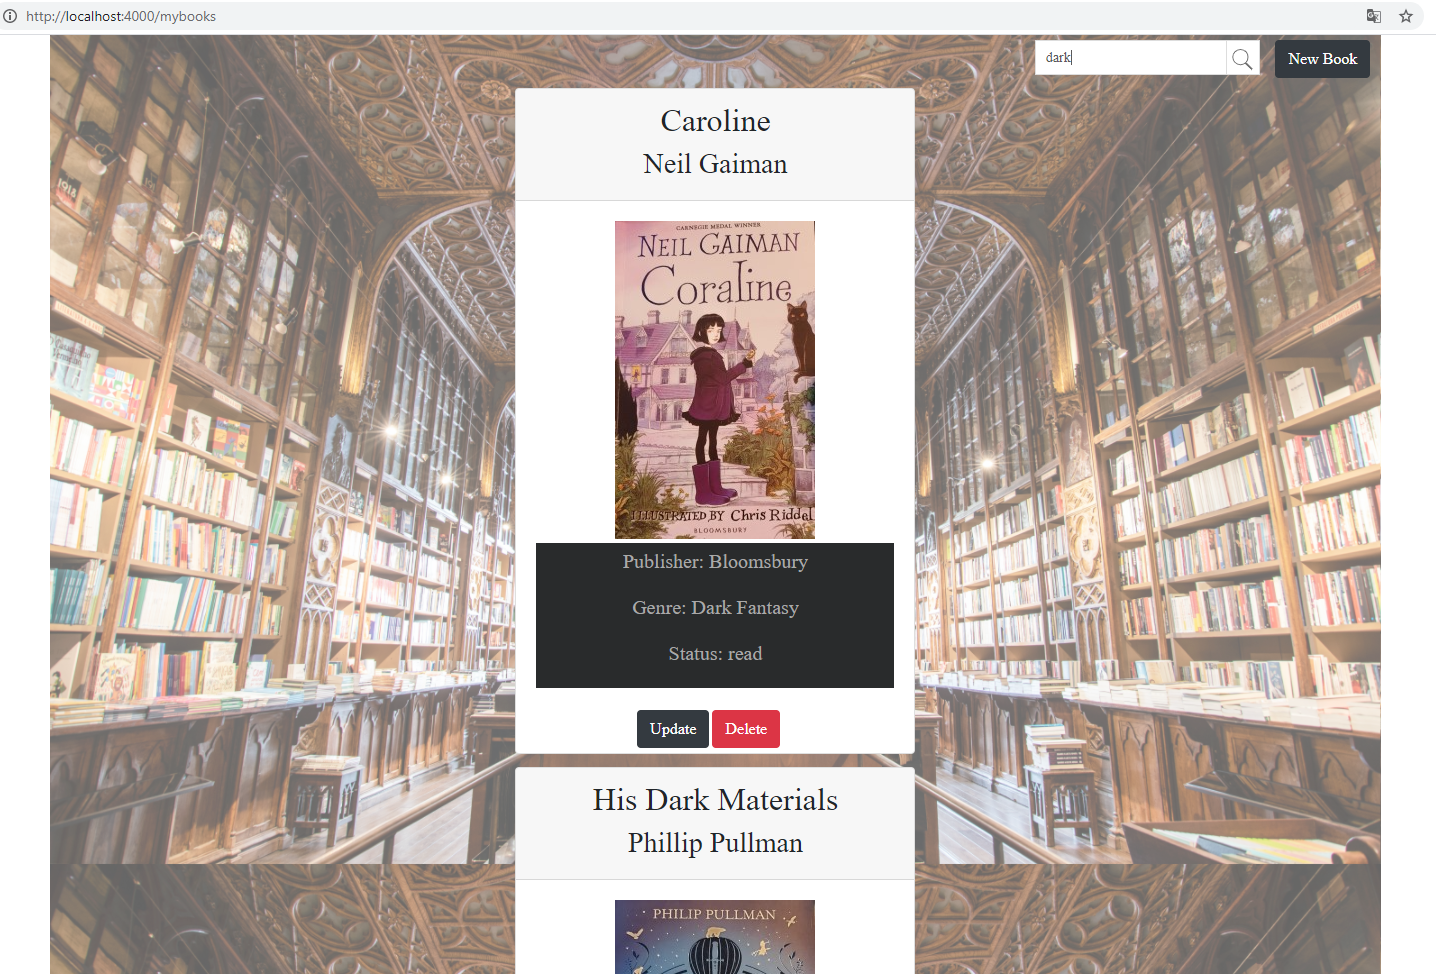 http://localhost:4000/mybooks
dark
New Book
Caroline
Neil Gaiman
CARNEGIE MEDAL WINNER
NEIL GAIMAN
Coraline
ILLUSTRATED BY Chris Riddel
BLOOMSBURY
Publisher: Bloomsbury
Genre: Dark Fantasy
Status: read
Update Delete
His Dark Materials
Phillip Pullman
PHILIP PULLMAN